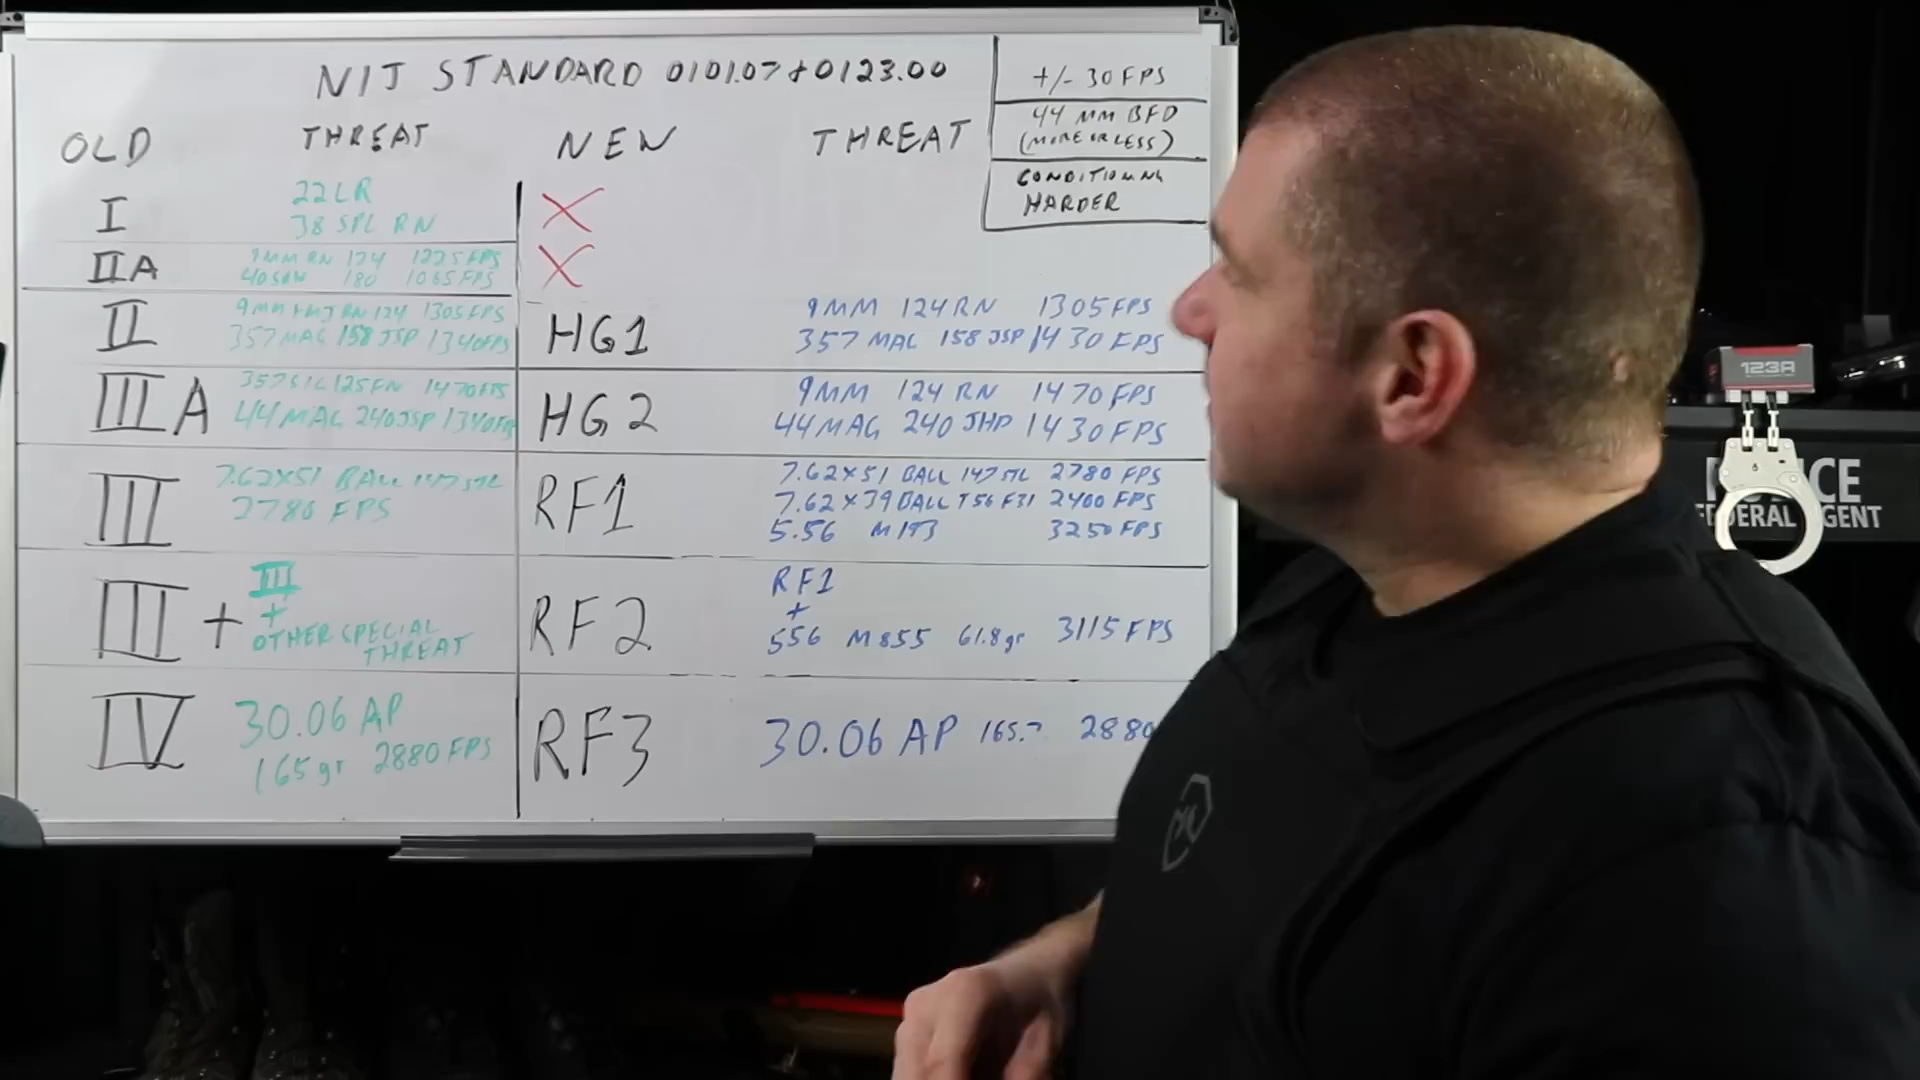 NIJ STANDARD 0101.07 + 0123.00
+/- 30 FPS
44 MM BFD
(MORE OR LESS)
CONDITIONING
HARDER
OLD THREAT NEW THREAT
I
22LR
38 SPL RN
X
IIA
9MM RN 124 1225 FPS
40 S&W 180 1065 FPS
X
II
9MM FMJ RN 124 1305 FPS
357 MAG 158 JSP 1340 FPS
HG1
9MM 124 RN 1305 FPS
357 MAG 158 JSP 1430 FPS
IIIA
357 SIG 125 FN 1470 FPS
44 MAG 240 JSP 1340 FPS
HG2
9MM 124 RN 1470 FPS
44 MAG 240 JHP 1430 FPS
III
7.62X51 BALL 147 STL
2780 FPS
RF1
7.62X51 BALL 147 STL 2780 FPS
7.62X39 BALL T56 F31 2400 FPS
5.56 M193 3250 FPS
III +
III
+
OTHER SPECIAL
THREAT
RF2
RF1
+
556 M855 61.8gr 3115 FPS
IV
30.06 AP
165gr 2880 FPS
RF3
30.06 AP 165.7 2880
123A
POLICE
FEDERAL AGENT